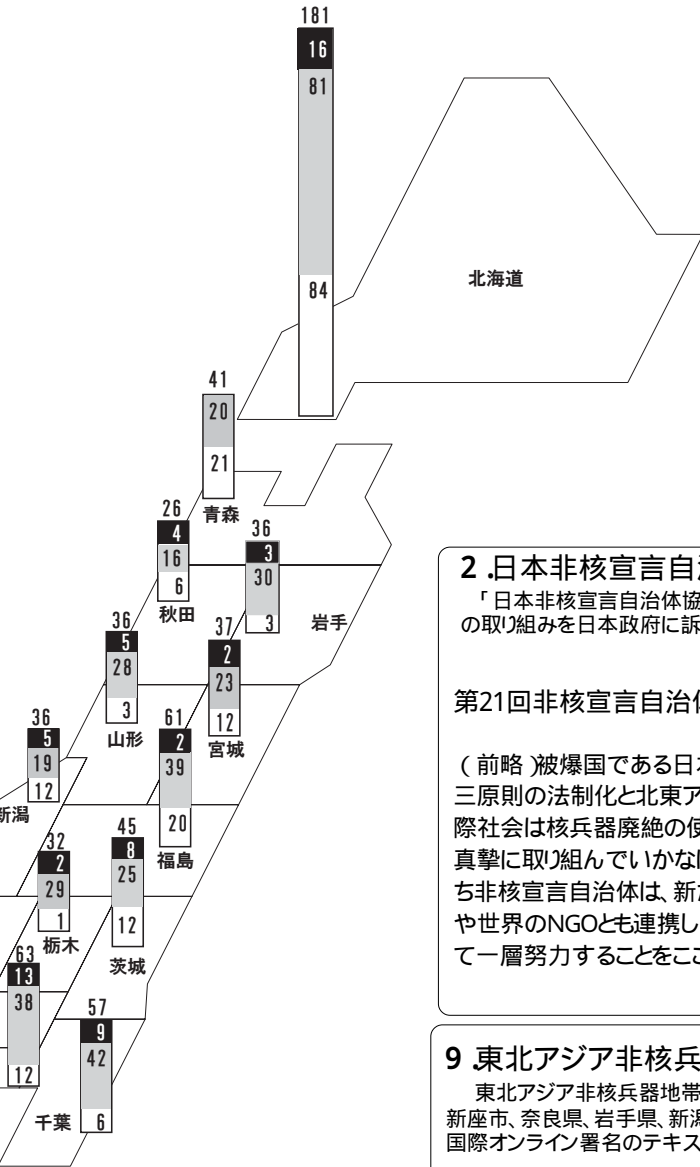 181
16
81
84
北海道
41
20
21
青森
26
4
16
6
秋田
36
3
30
3
岩手
36
5
28
3
山形
37
2
23
12
宮城
36
5
19
12
新潟
61
2
39
20
福島
32
2
29
1
栃木
45
8
25
12
茨城
63
13
38
12
57
9
42
6
千葉
2 .日本非核宣言自
「日本非核宣言自治体協
の取り組みを日本政府に訴
第21回非核宣言自治
(前略)被爆国である日
三原則の法制化と北東ア
際社会は核兵器廃絶の使
真摯に取り組んでいかな
ち非核宣言自治体は、新
や世界のNGOとも連携し
て一層努力することをここ
9 .東北アジア非核兵
東北アジア非核兵器地帯
新座市、奈良県、岩手県、新潟
国際オンライン署名のテキス